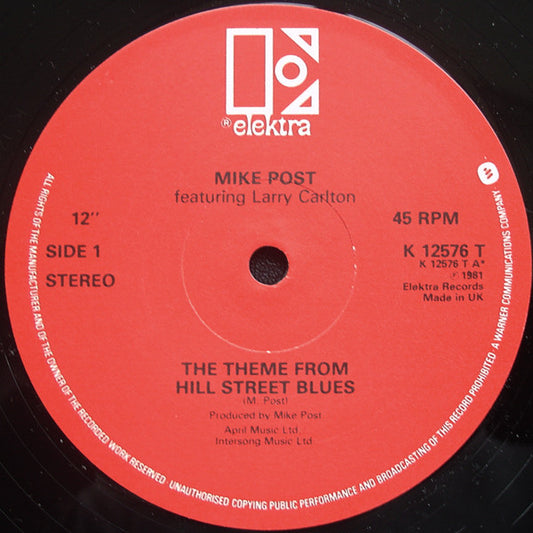 ® elektra
MIKE POST
featuring Larry Carlton
12"
45 RPM
SIDE 1
K 12576 T
K 12576 T A*
STEREO
℗ 1981
Elektra Records
Made in UK
THE THEME FROM
HILL STREET BLUES
(M. Post)
Produced by Mike Post
April Music Ltd.
Intersong Music Ltd.
ALL RIGHTS OF THE MANUFACTURER AND OF THE OWNER OF THE RECORDED WORK RESERVED UNAUTHORISED COPYING PUBLIC PERFORMANCE AND BROADCASTING OF THIS RECORD PROHIBITED A WARNER COMMUNICATIONS COMPANY